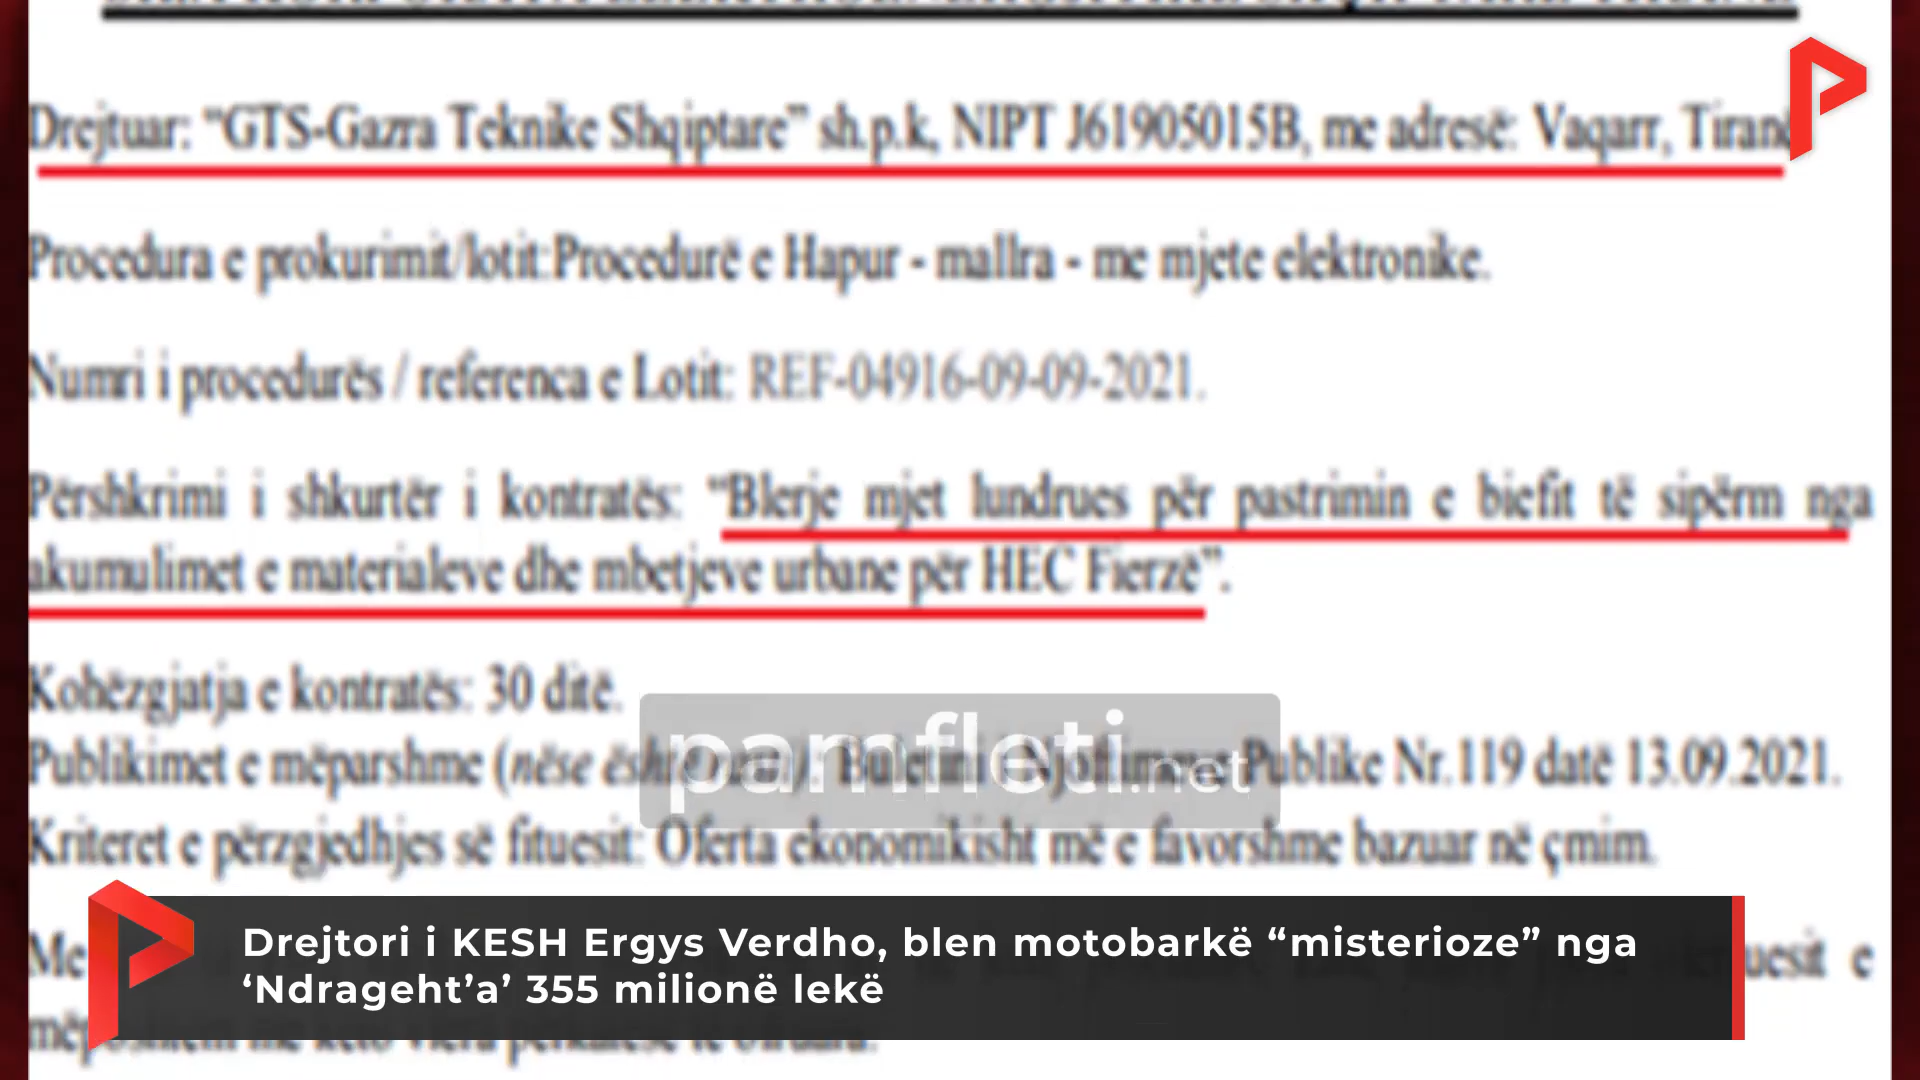 Drejtuar: “GTS-Gazra Teknike Shqiptare” sh.p.k, NIPT J61905015B, me adresë: Vaqarr, Tiranë
Procedura e prokurimit/lotit:Procedurë e Hapur - mallra - me mjete elektronike.
Numri i procedurës / referenca e Lotit: REF-04916-09-09-2021.
Përshkrimi i shkurtër i kontratës: “Blerje mjet lundrues për pastrimin e biefit të sipërm nga
akumulimet e materialeve dhe mbetjeve urbane për HEC Fierzë”.
Kohëzgjatja e kontratës: 30 ditë.
Publikimet e mëparshme (nëse është Buletini i Njoftimeve Publike Nr.119 datë 13.09.2021.
pamfleti.net
Kriteret e përzgjedhjes së fituesit: Oferta ekonomikisht më e favorshme bazuar në çmim.
Drejtori i KESH Ergys Verdho, blen motobarkë “misterioze” nga
‘Ndrageht’a’ 355 milionë lekë